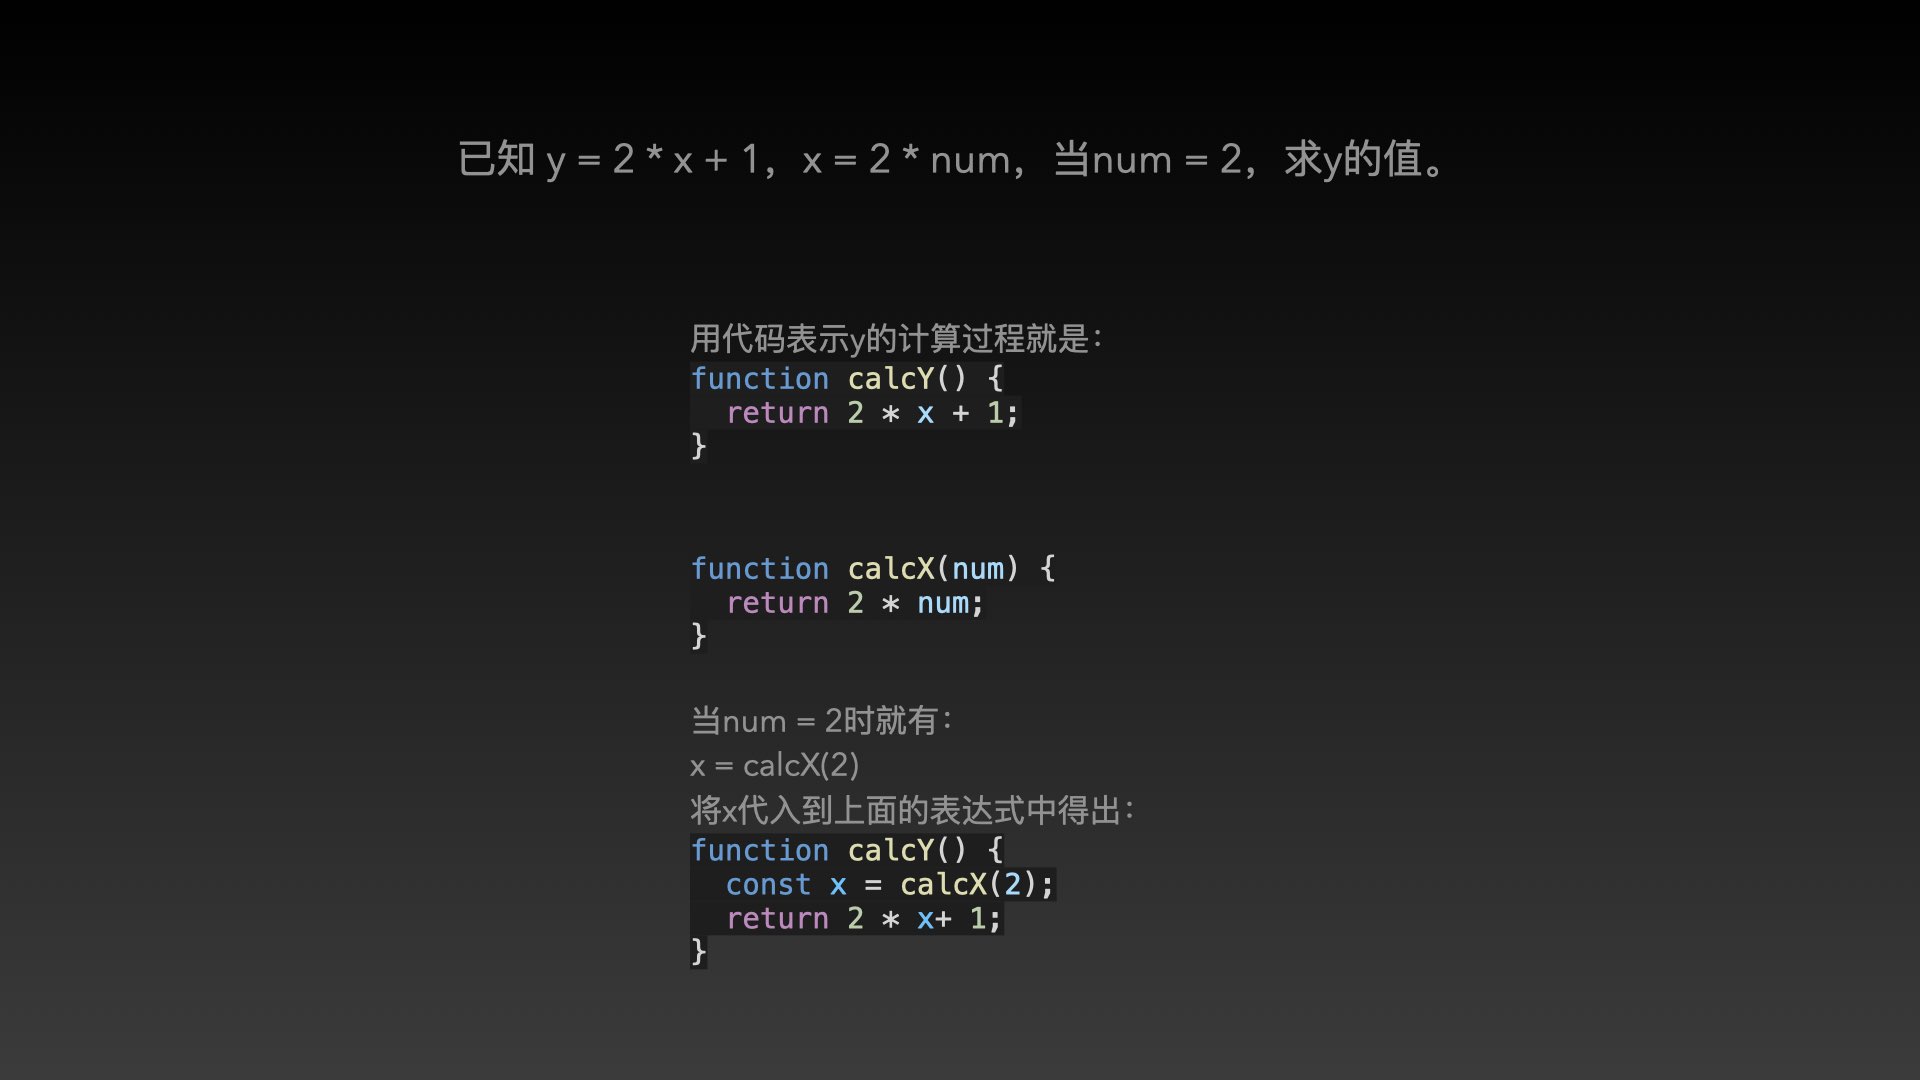 已知 y = 2 * x + 1，x = 2 * num，当num = 2，求y的值。
用代码表示y的计算过程就是：
function calcY() {
  return 2 * x + 1;
}
function calcX(num) {
  return 2 * num;
}
当num = 2时就有：
x = calcX(2)
将x代入到上面的表达式中得出：
function calcY() {
  const x = calcX(2);
  return 2 * x+ 1;
}